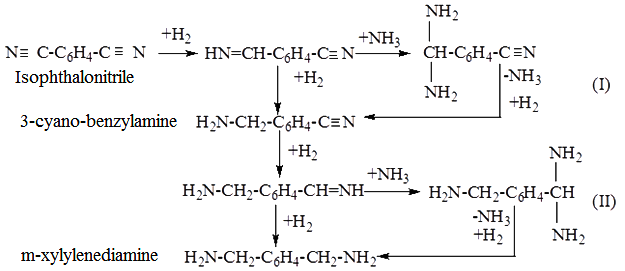 NH₂
N≡ C-C₆H₄-C≡ N +H₂ HN=CH-C₆H₄-C≡N +NH₃ CH-C₆H₄-C≡N
Isophthalonitrile +H₂ NH₂ -NH₃ +H₂ (I)
3-cyano-benzylamine H₂N-CH₂-C₆H₄-C≡N
+H₂
NH₂
H₂N-CH₂-C₆H₄-CH=NH +NH₃ H₂N-CH₂-C₆H₄-CH (II)
+H₂ -NH₃ +H₂ NH₂
m-xylylenediamine H₂N-CH₂-C₆H₄-CH₂-NH₂